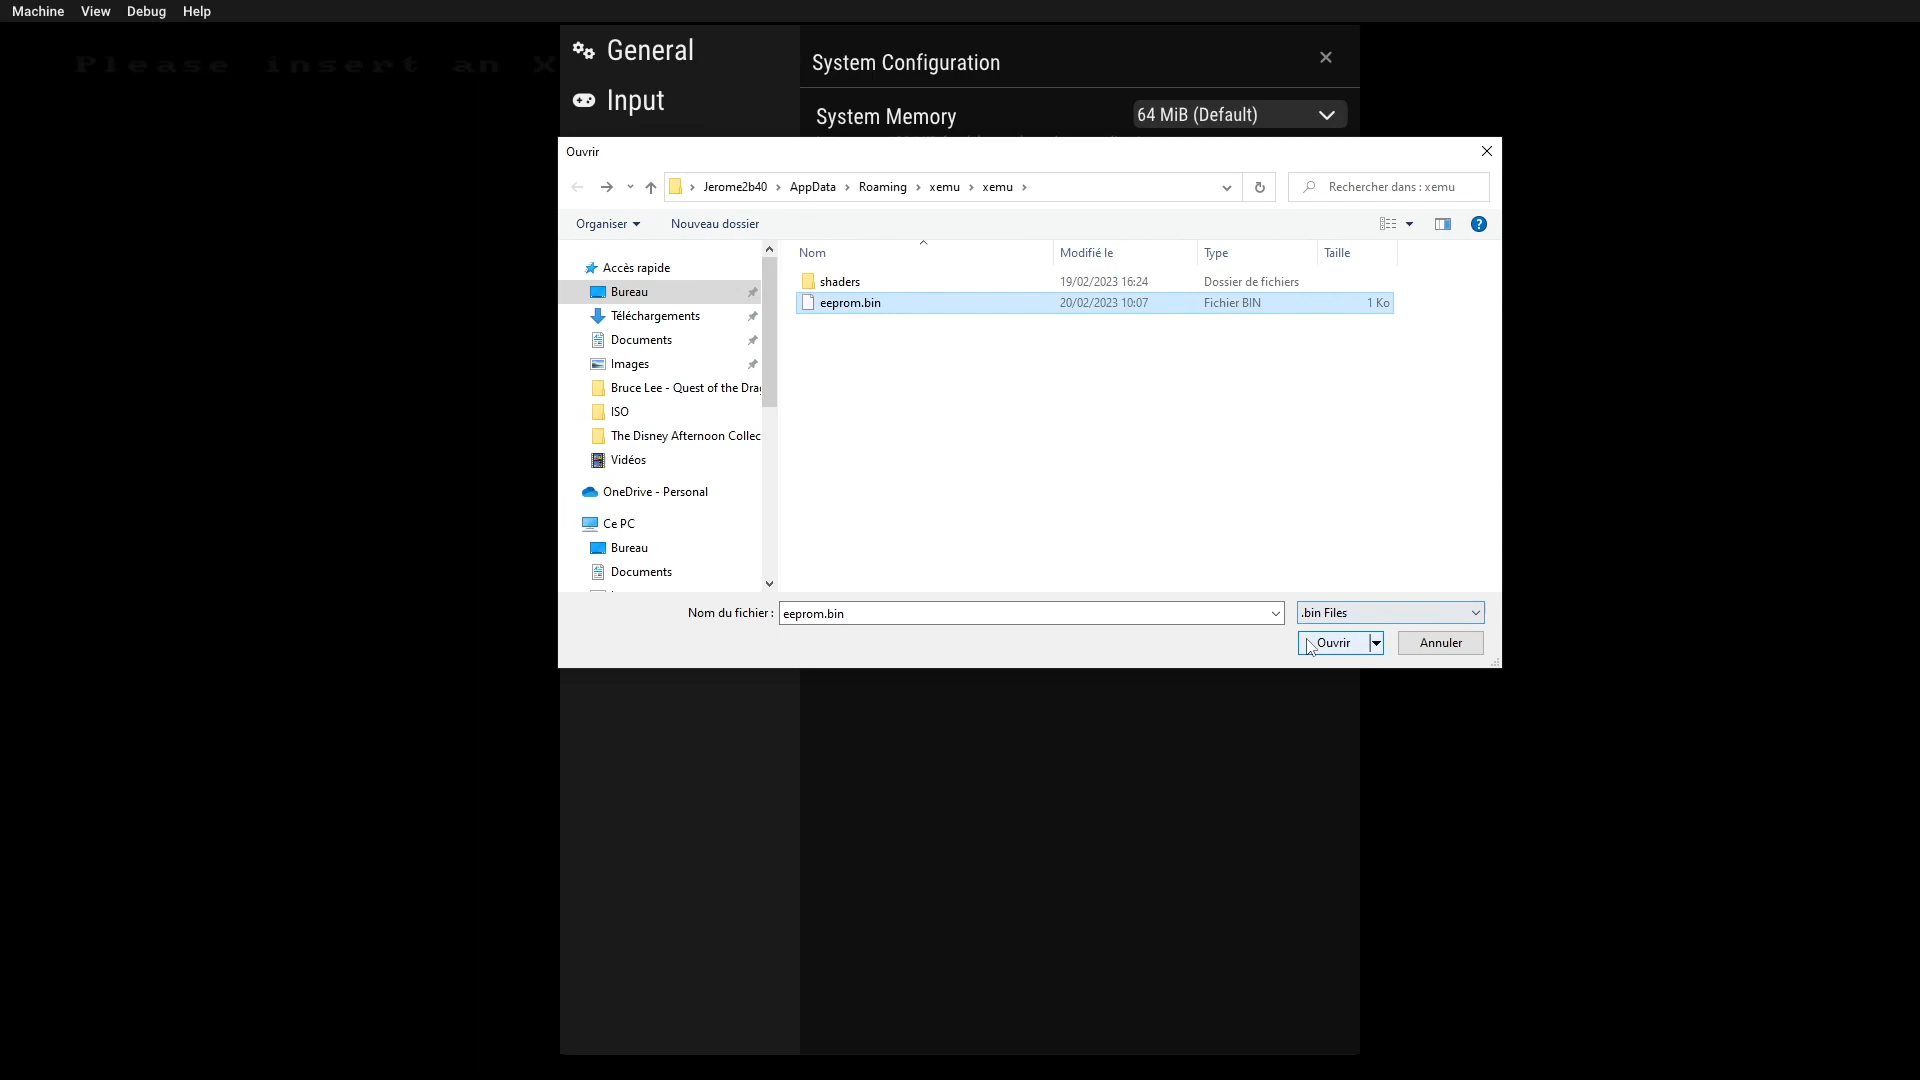 Machine View Debug Help
Please insert an X
General
Input
System Configuration
System Memory 64 MiB (Default)
Ouvrir
Jerome2b40 AppData Roaming xemu xemu
Rechercher dans : xemu
Organiser Nouveau dossier
Nom Modifié le Type Taille
shaders 19/02/2023 16:24 Dossier de fichiers
eeprom.bin 20/02/2023 10:07 Fichier BIN 1 Ko
Accès rapide
Bureau
Téléchargements
Documents
Images
Bruce Lee - Quest of the Dra
ISO
The Disney Afternoon Collec
Vidéos
OneDrive - Personal
Ce PC
Bureau
Documents
Nom du fichier : eeprom.bin .bin Files
Ouvrir Annuler